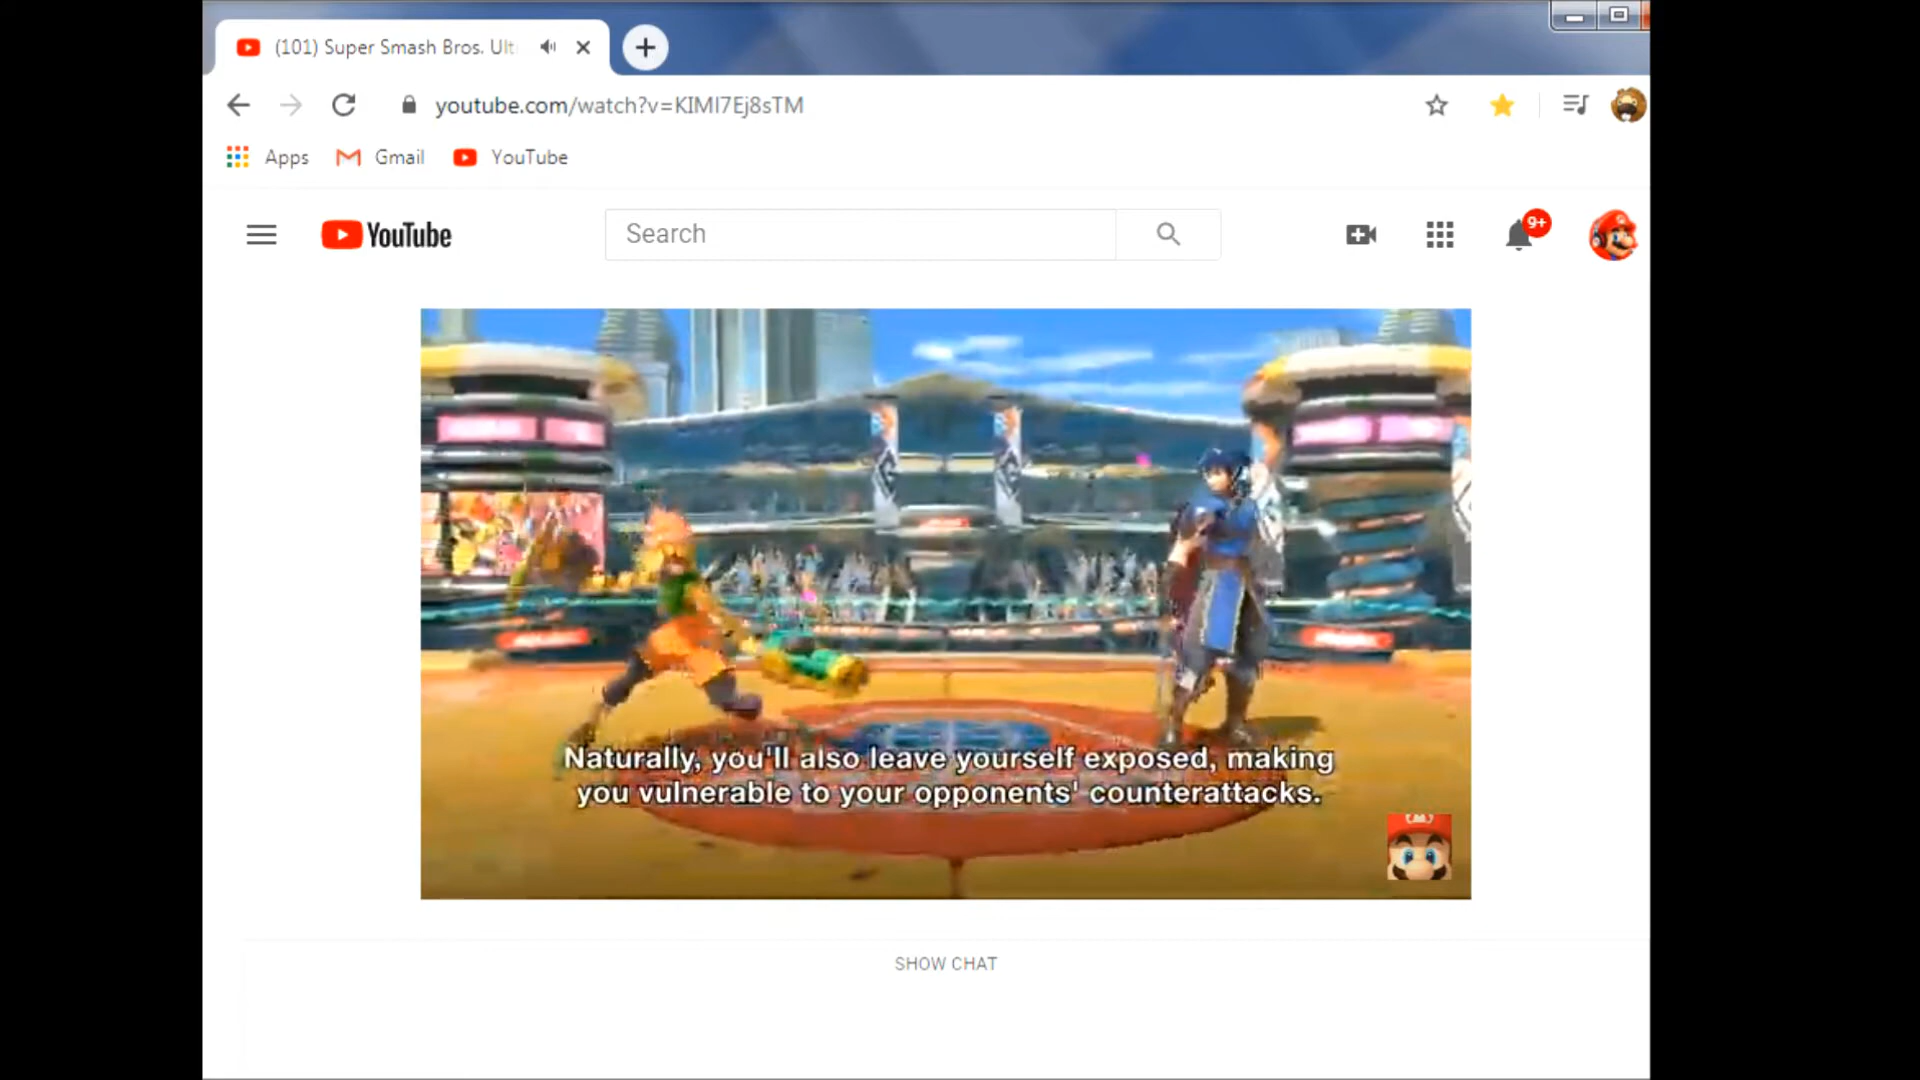 (101) Super Smash Bros. Ult
youtube.com/watch?v=KIMI7Ej8sTM
Apps
Gmail
YouTube
YouTube
Search
9+
Naturally, you'll also leave yourself exposed, making
you vulnerable to your opponents' counterattacks.
SHOW CHAT